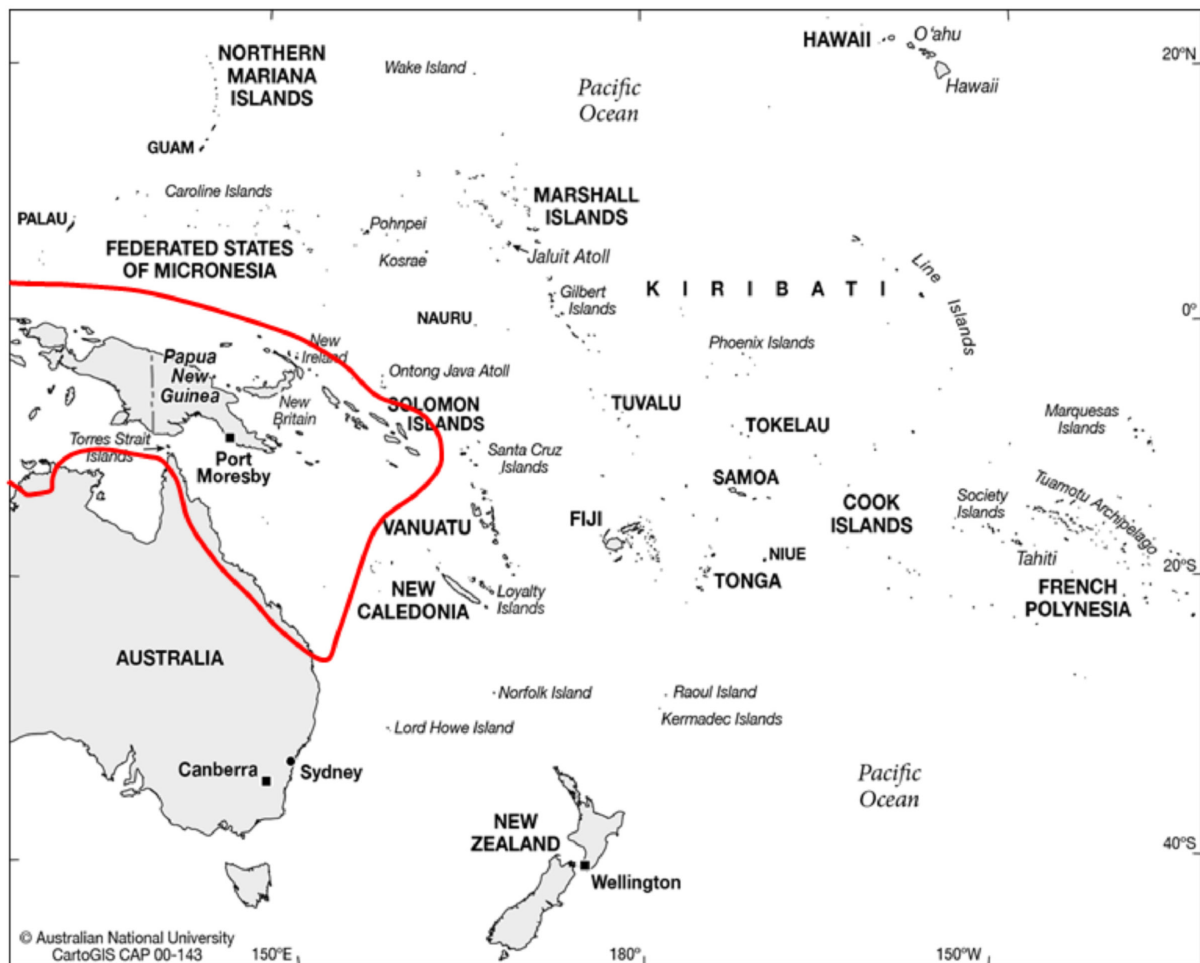 NORTHERN
MARIANA
ISLANDS
Wake Island
Pacific
Ocean
HAWAII
O'ahu
Hawaii
20°N
GUAM
Caroline Islands
PALAU
FEDERATED STATES
OF MICRONESIA
Pohnpei
Kosrae
MARSHALL
ISLANDS
Jaluit Atoll
KIRIBATI
Gilbert
Islands
Line Islands
0°
NAURU
Phoenix Islands
New
Ireland
Papua
New
Guinea
Ontong Java Atoll
New
Britain
SOLOMON
ISLANDS
TUVALU
TOKELAU
Marquesas
Islands
Torres Strait
Islands
Port
Moresby
Santa Cruz
Islands
SAMOA
COOK
ISLANDS
Society
Islands
Tuamotu Archipelago
VANUATU
FIJI
NIUE
Tahiti
TONGA
20°S
NEW
CALEDONIA
Loyalty
Islands
FRENCH
POLYNESIA
AUSTRALIA
Norfolk Island
Raoul Island
Lord Howe Island
Kermadec Islands
Canberra
Sydney
Pacific
Ocean
NEW
ZEALAND
Wellington
40°S
© Australian National University
CartoGIS CAP 00-143
150°E
180°
150°W